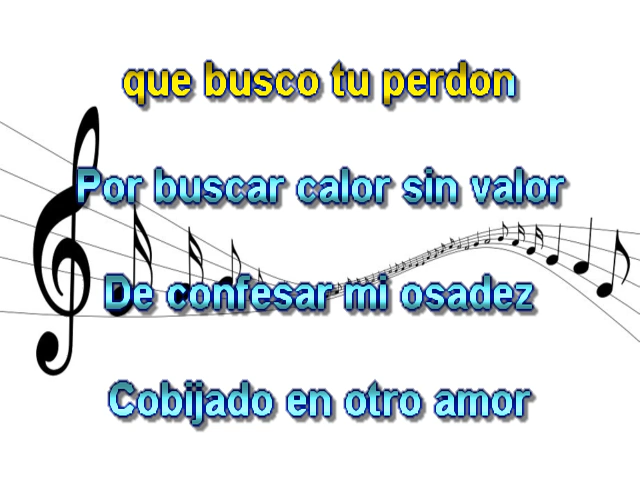 que busco tu perdon
Por buscar calor sin valor
De confesar mi osadez
Cobijado en otro amor